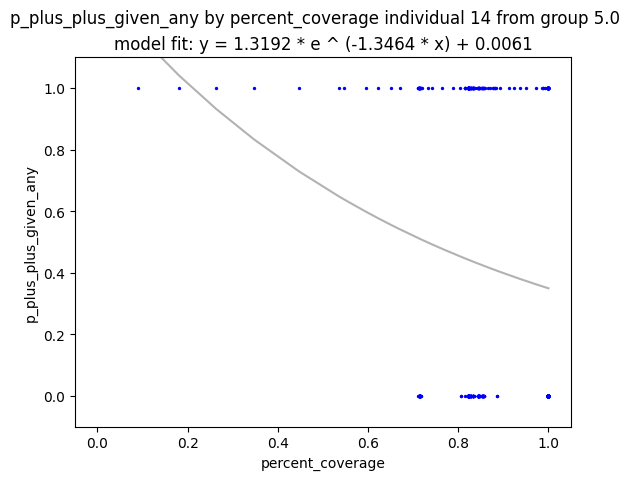 p_plus_plus_given_any by percent_coverage individual 14 from group 5.0
model fit: y = 1.3192 * e ^ (-1.3464 * x) + 0.0061
1.0
0.8
0.6
0.4
0.2
0.0
p_plus_plus_given_any
0.0 0.2 0.4 0.6 0.8 1.0
percent_coverage